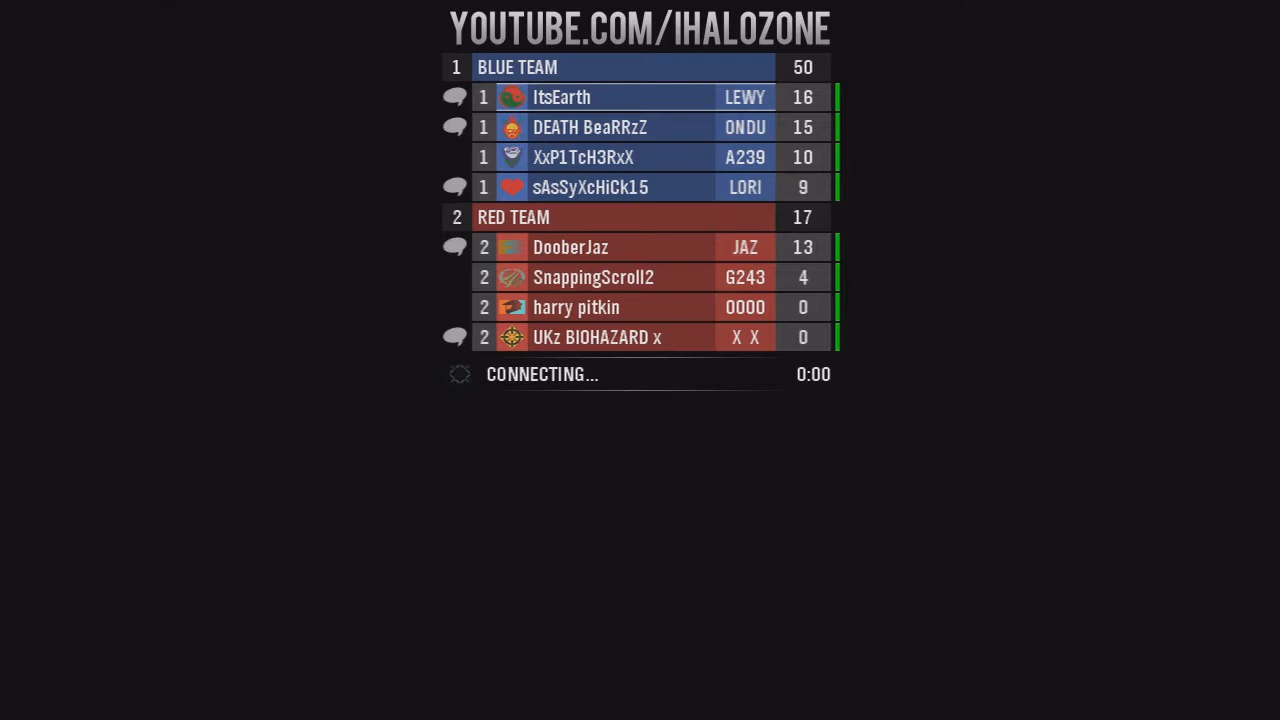 YOUTUBE.COM/IHALOZONE
1 BLUE TEAM 50
1 ItsEarth LEWY 16
1 DEATH BeaRRzZ ONDU 15
1 XxP1TcH3RxX A239 10
1 sAsSyXcHiCk15 LORI 9
2 RED TEAM 17
2 DooberJaz JAZ 13
2 SnappingScroll2 G243 4
2 harry pitkin 0000 0
2 UKz BIOHAZARD x X X 0
CONNECTING... 0:00